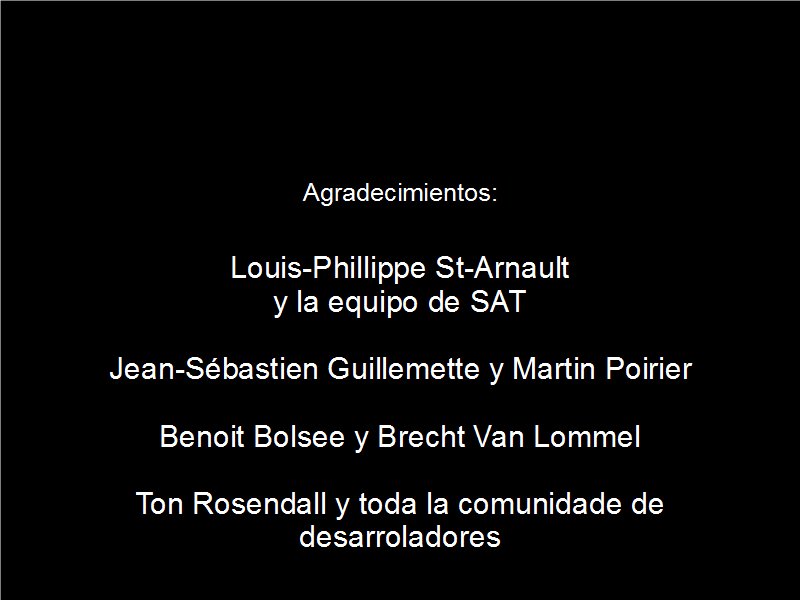 Agradecimientos:
Louis-Phillippe St-Arnault
y la equipo de SAT
Jean-Sébastien Guillemette y Martin Poirier
Benoit Bolsee y Brecht Van Lommel
Ton Rosendall y toda la comunidade de
desarroladores